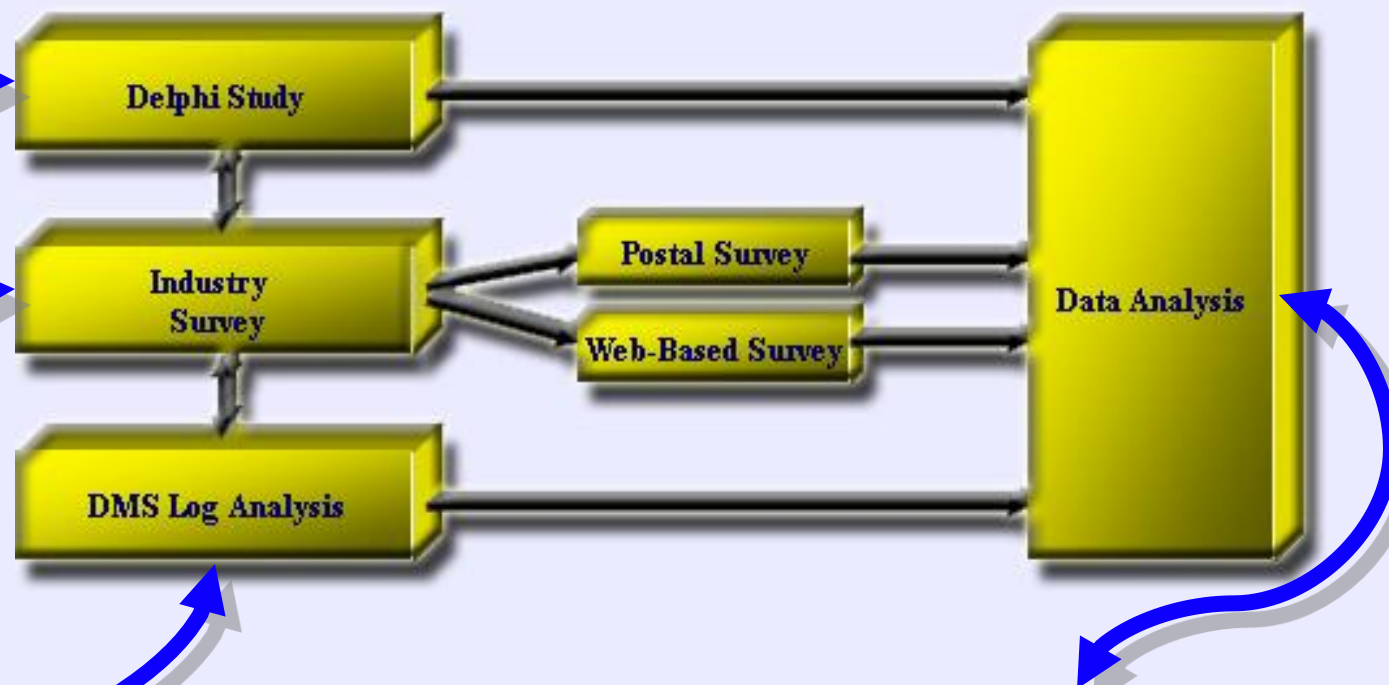 Delphi Study
Industry
Survey
Postal Survey
Web-Based Survey
Data Analysis
DMS Log Analysis